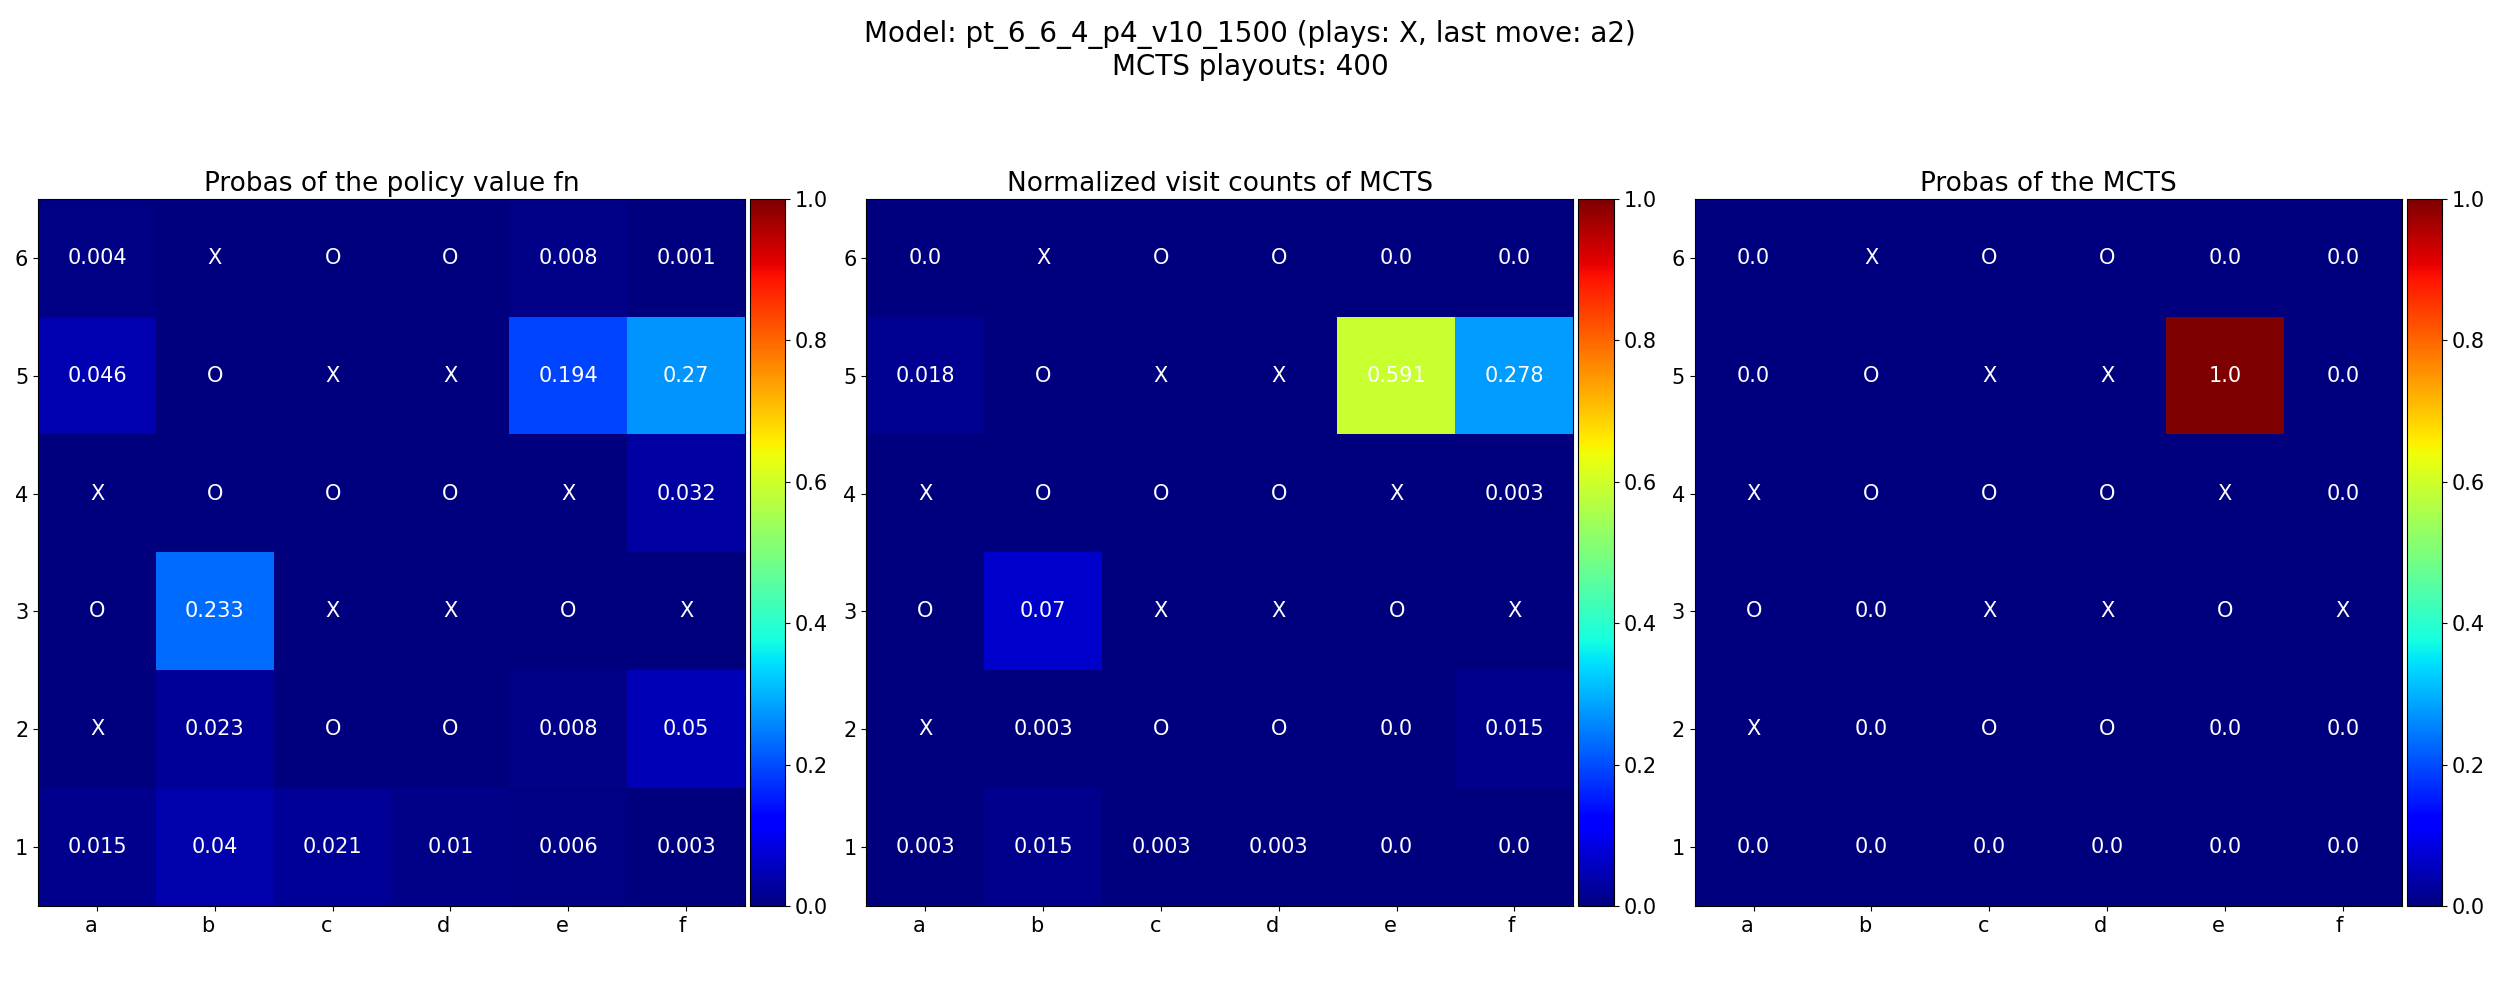 Model: pt_6_6_4_p4_v10_1500 (plays: X, last move: a2)
MCTS playouts: 400
Probas of the policy value fn
6 0.004 X O O 0.008 0.001
5 0.046 O X X 0.194 0.27
4 X O O O X 0.032
3 O 0.233 X X O X
2 X 0.023 O O 0.008 0.05
1 0.015 0.04 0.021 0.01 0.006 0.003
a b c d e f
1.0
0.8
0.6
0.4
0.2
0.0
Normalized visit counts of MCTS
6 0.0 X O O 0.0 0.0
5 0.018 O X X 0.591 0.278
4 X O O O X 0.003
3 O 0.07 X X O X
2 X 0.003 O O 0.0 0.015
1 0.003 0.015 0.003 0.003 0.0 0.0
a b c d e f
1.0
0.8
0.6
0.4
0.2
0.0
Probas of the MCTS
6 0.0 X O O 0.0 0.0
5 0.0 O X X 1.0 0.0
4 X O O O X 0.0
3 O 0.0 X X O X
2 X 0.0 O O 0.0 0.0
1 0.0 0.0 0.0 0.0 0.0 0.0
a b c d e f
1.0
0.8
0.6
0.4
0.2
0.0